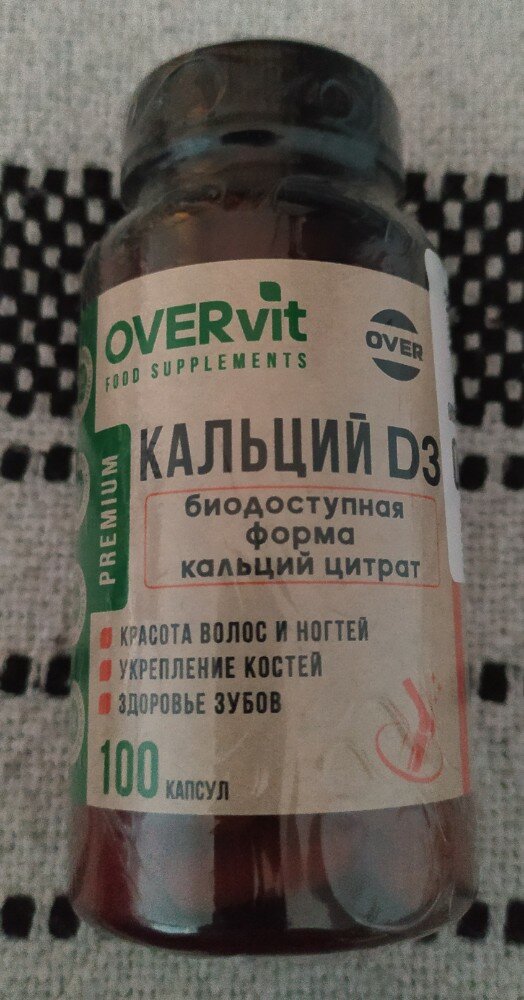 OVERvit
FOOD SUPPLEMENTS
OVER
PREMIUM
КАЛЬЦИЙ D3
биодоступная
форма
кальций цитрат
КРАСОТА ВОЛОС И НОГТЕЙ
УКРЕПЛЕНИЕ КОСТЕЙ
ЗДОРОВЬЕ ЗУБОВ
100 КАПСУЛ